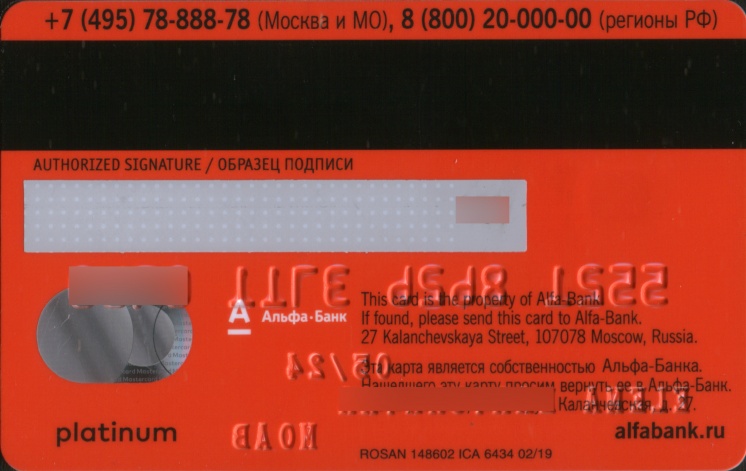 +7 (495) 78-888-78 (Москва и МО), 8 (800) 20-000-00 (регионы РФ)
AUTHORIZED SIGNATURE / ОБРАЗЕЦ ПОДПИСИ
А Альфа·Банк
This card is the property of Alfa-Bank.
If found, please send this card to Alfa-Bank.
27 Kalanchevskaya Street, 107078 Moscow, Russia.
Эта карта является собственностью Альфа-Банка.
Нашедшего эту карту просим вернуть ее в Альфа-Банк.
Каланчевская, д. 27.
platinum
alfabank.ru
ROSAN 148602 ICA 6434 02/19